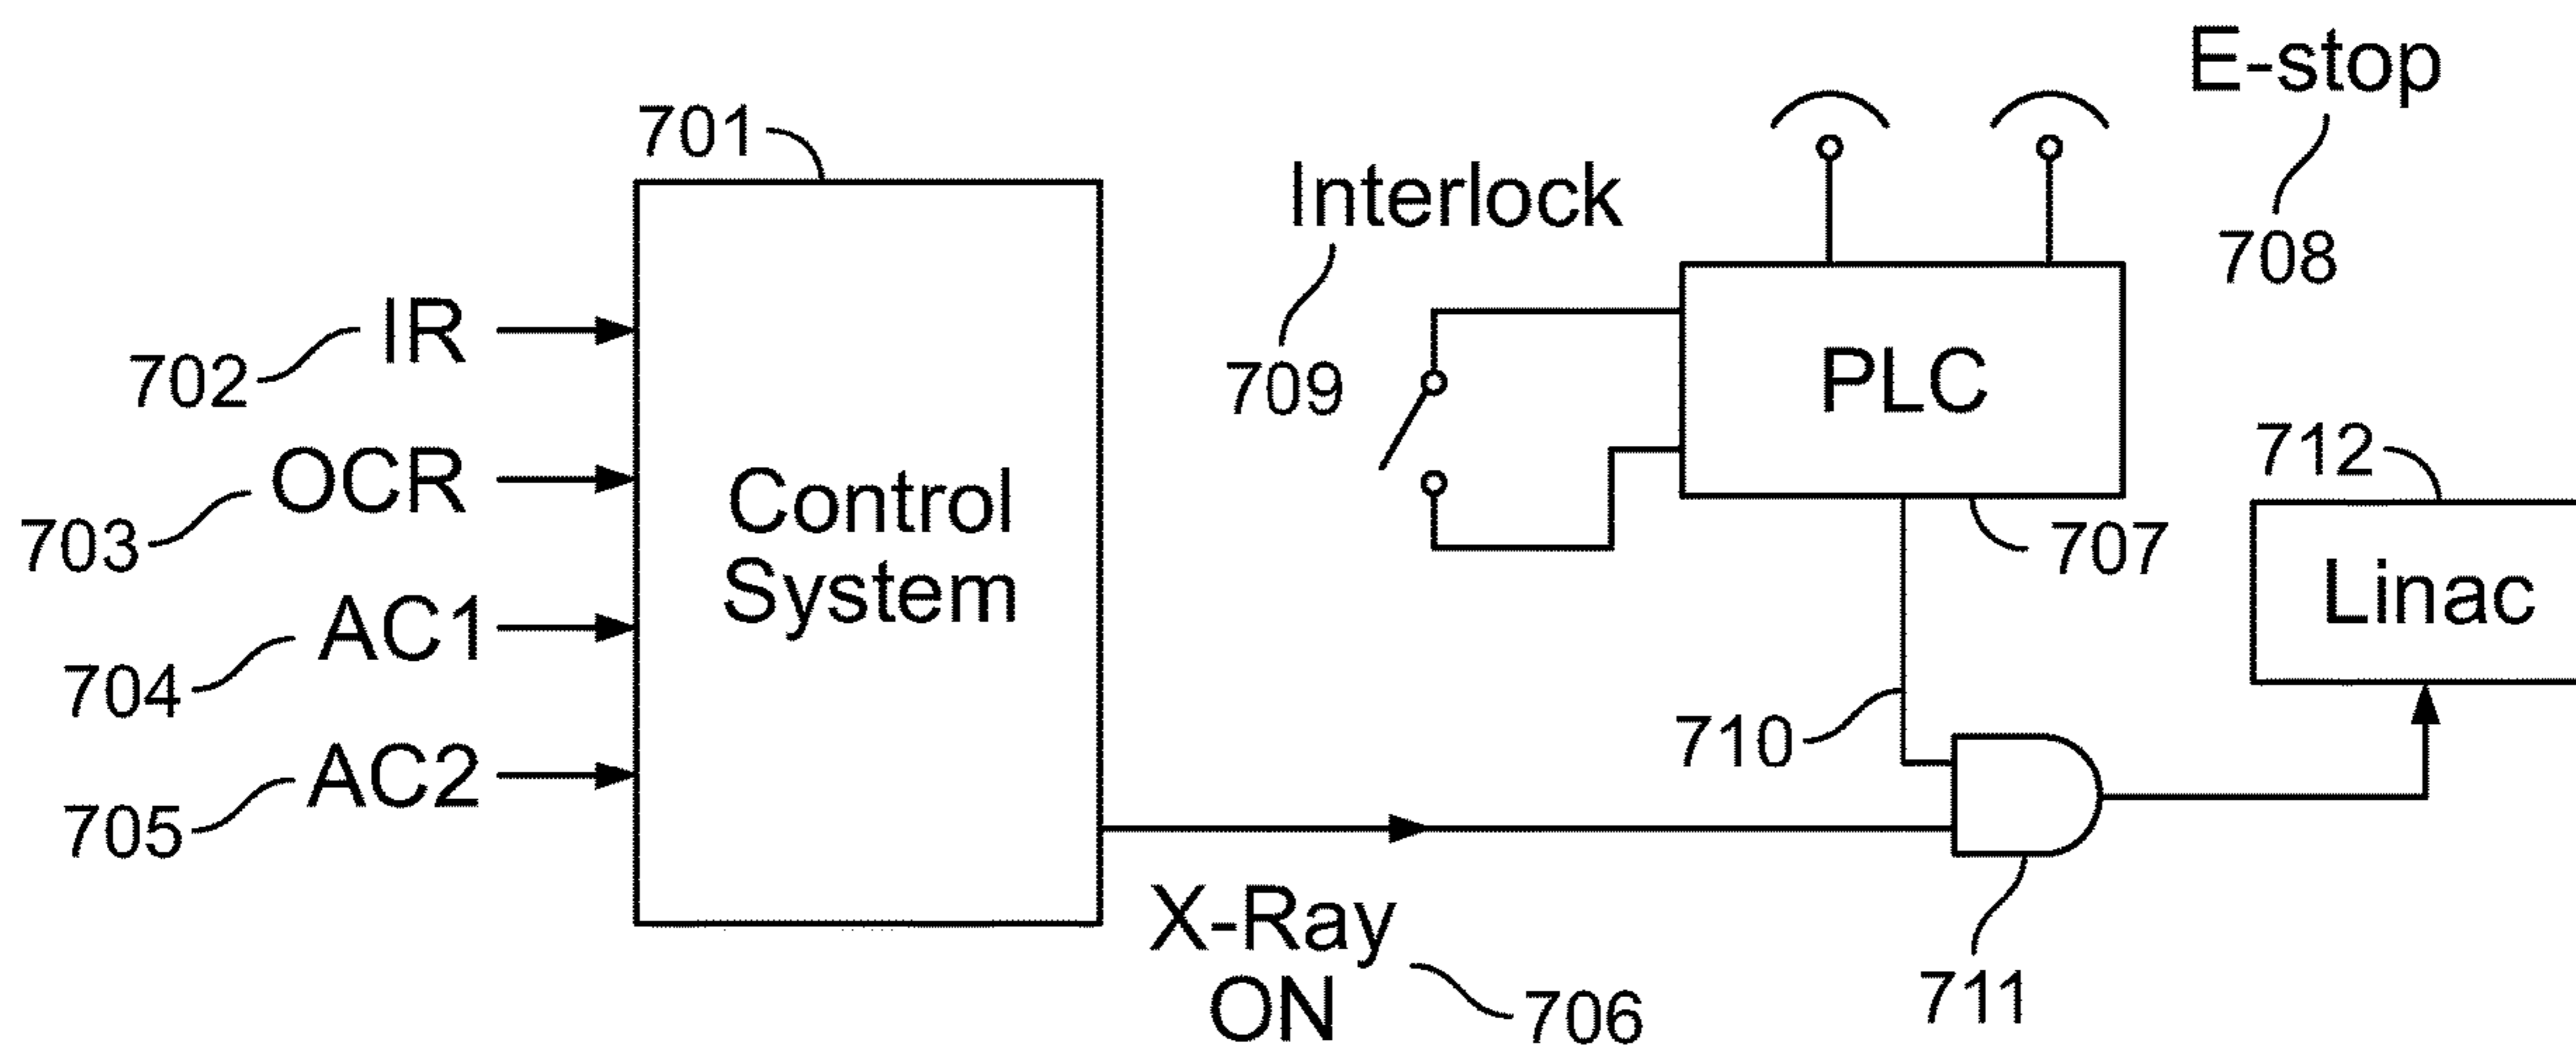 E-stop
708
701
Interlock
709
IR
702
OCR
703
AC1
704
AC2
705
Control
System
PLC
707
712
Linac
710
711
X-Ray
ON
706